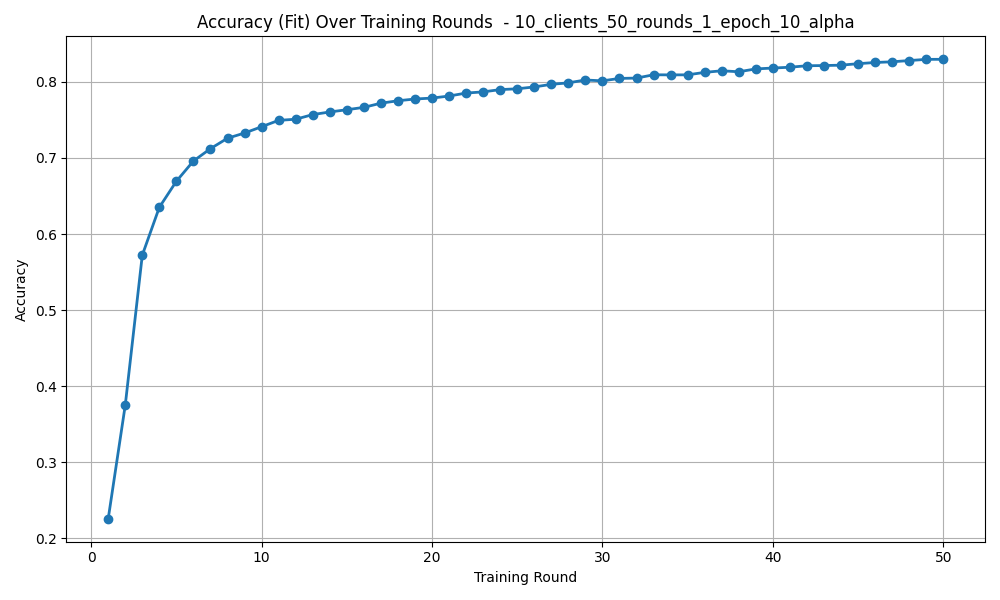 Accuracy (Fit) Over Training Rounds - 10_clients_50_rounds_1_epoch_10_alpha
Accuracy
0.8
0.7
0.6
0.5
0.4
0.3
0.2
0 10 20 30 40 50
Training Round